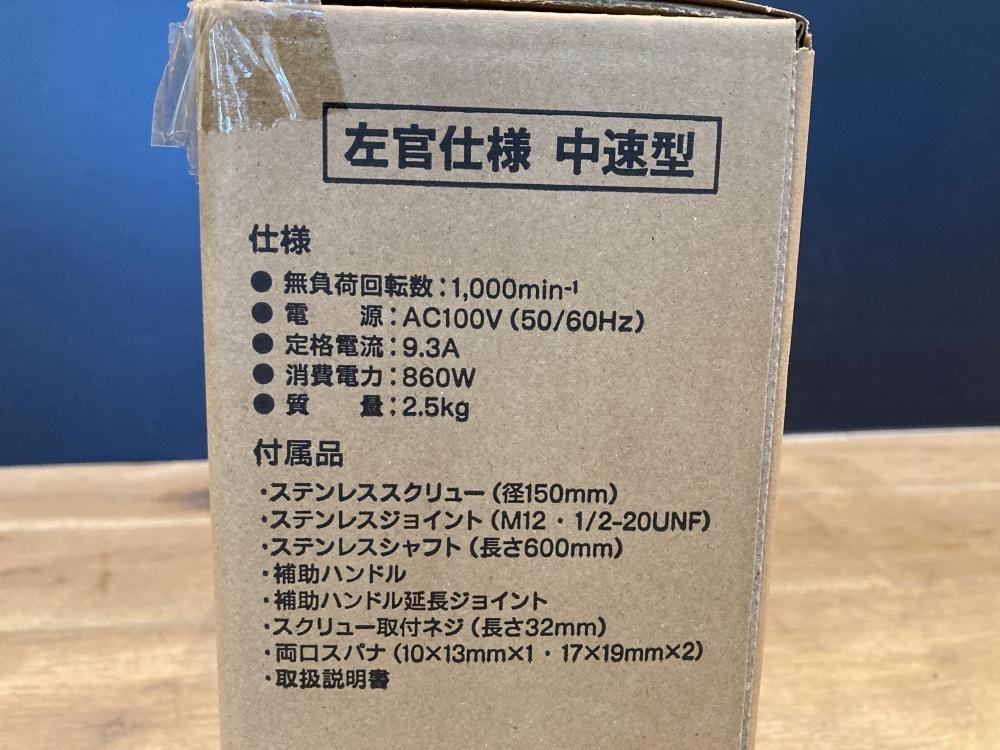 左官仕様 中速型
仕様
●無負荷回転数:1,000min-1
●電　源:AC100V(50/60Hz)
●定格電流:9.3A
●消費電力:860W
●質　量:2.5kg
付属品
・ステンレススクリュー(径150mm)
・ステンレスジョイント(M12・1/2-20UNF)
・ステンレスシャフト(長さ600mm)
・補助ハンドル
・補助ハンドル延長ジョイント
・スクリュー取付ネジ(長さ32mm)
・両口スパナ(10×13mm×1・17×19mm×2)
・取扱説明書